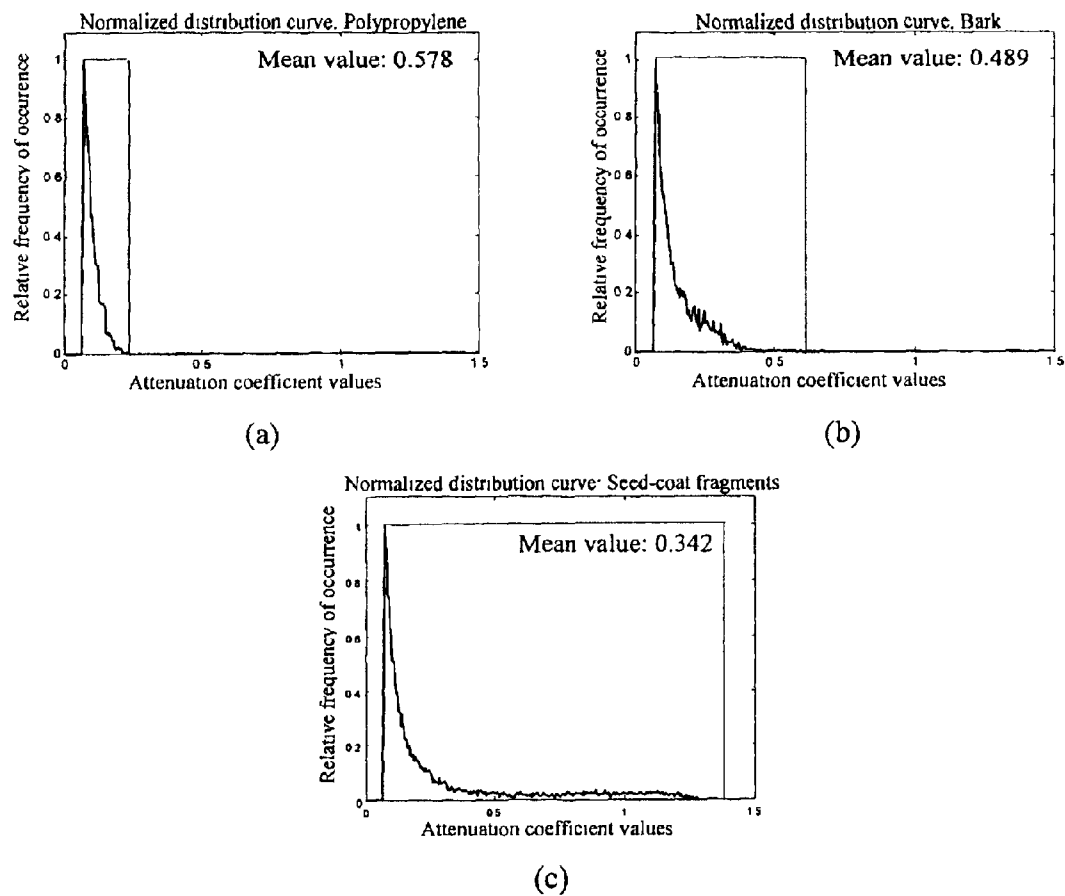 Normalized distribution curve. Polypropylene
Mean value: 0.578
Relative frequency of occurence
1
0 8
0 6
0 4
0 2
0
0
0 5
1
1 5
Attenuation coefficient values
(a)
Normalized distribution curve. Bark
Mean value: 0.489
Relative frequency of occurence
1
0 8
0 6
0 4
0 2
0
0
0 5
1
1 5
Attenuation coefficient values
(b)
Normalized distribution curve· Seed-coat fragments
Mean value: 0.342
Relative frequency of occurrence
1
0 8
0 6
0 4
0 2
0
0
0 5
1
1 5
Attenuation coefficient values
(c)